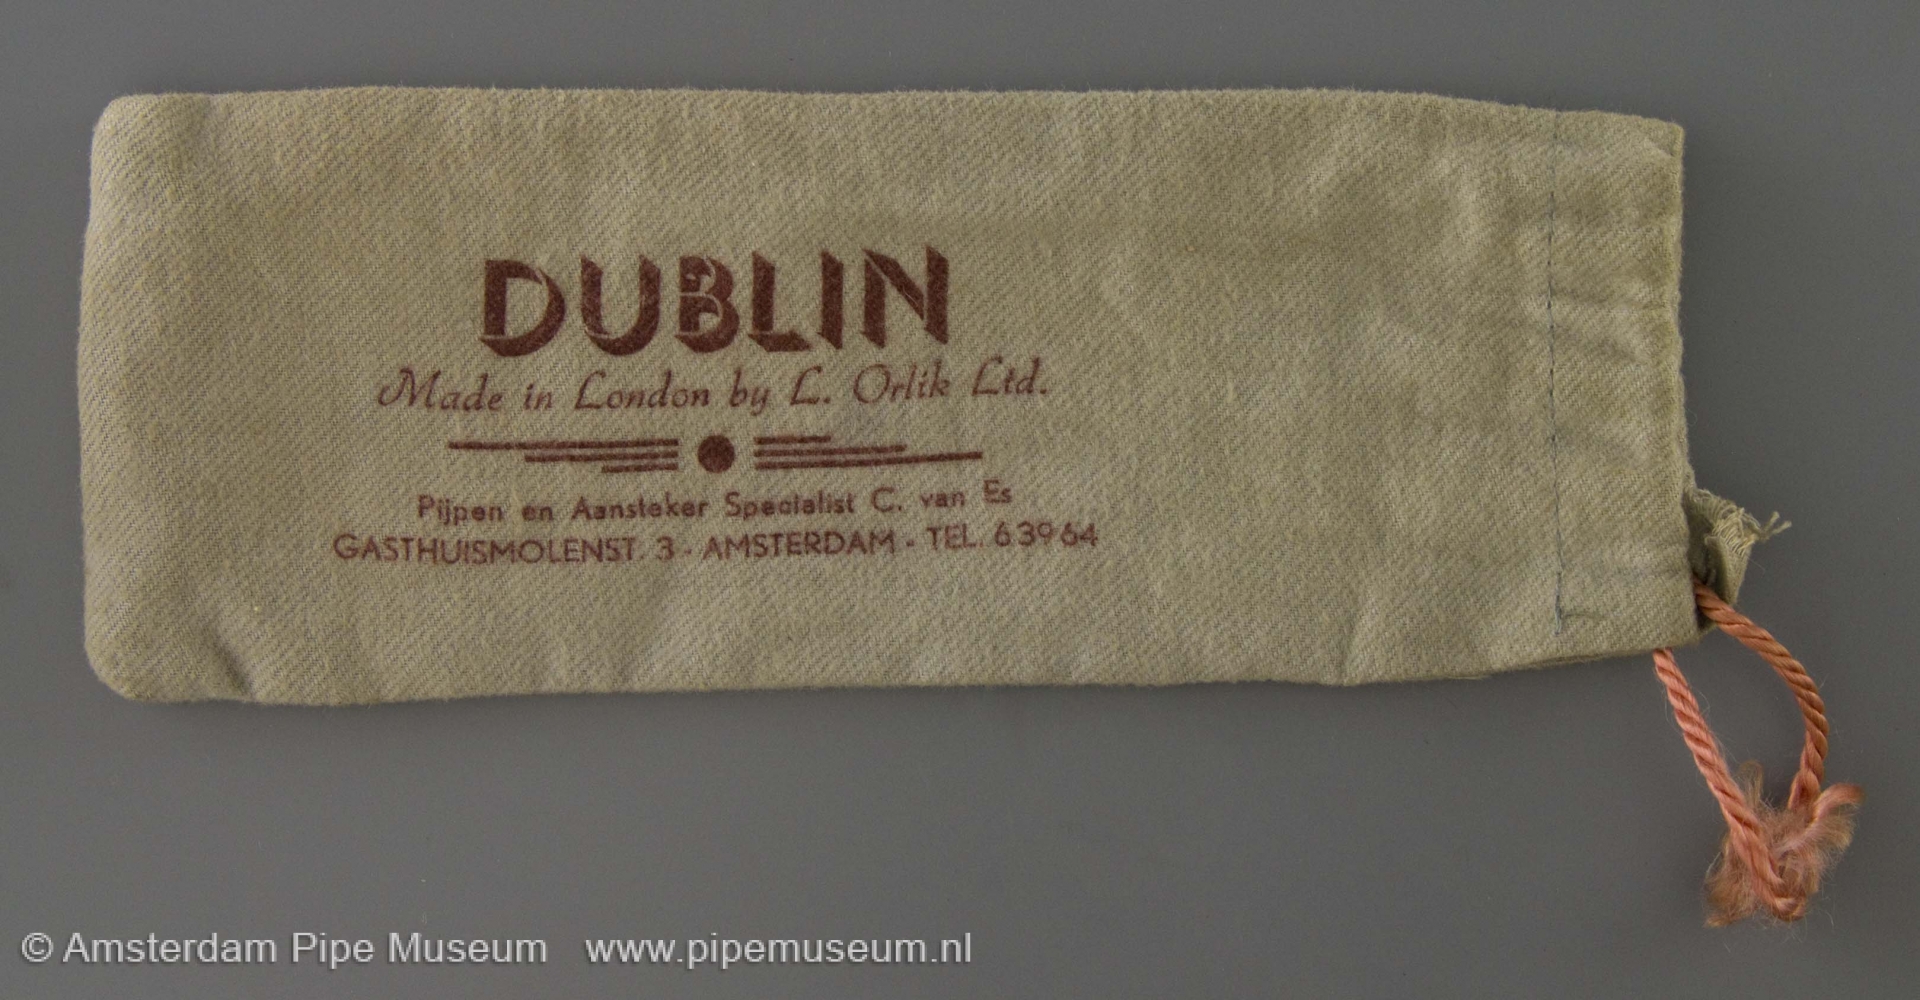 DUBLIN
Made in London by L. Orlik Ltd.
Pijpen en Aansteker Specialist C. van Es
GASTHUISMOLENST. 3 - AMSTERDAM - TEL. 63964
© Amsterdam Pipe Museum www.pipemuseum.nl